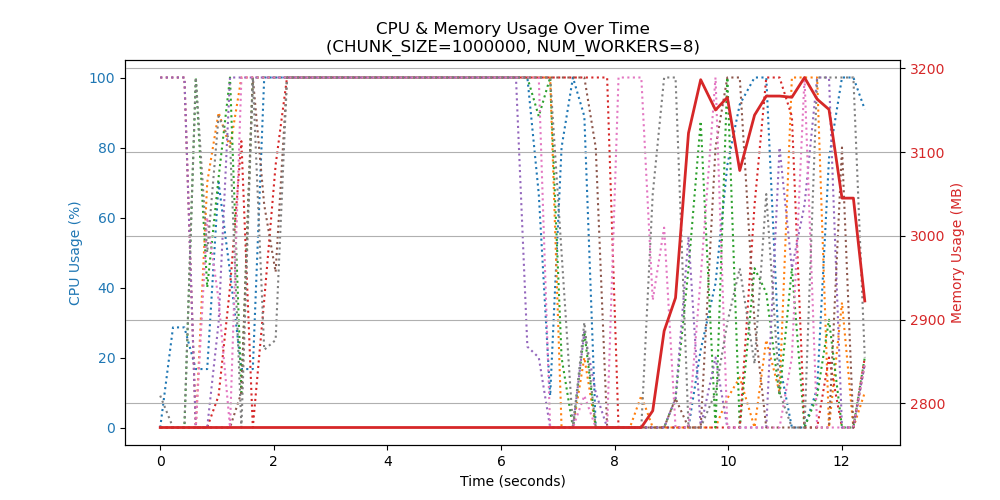 CPU & Memory Usage Over Time
(CHUNK_SIZE=1000000, NUM_WORKERS=8)
CPU Usage (%)
100
80
60
40
20
0
3200
3100
3000
2900
2800
Memory Usage (MB)
0 2 4 6 8 10 12
Time (seconds)